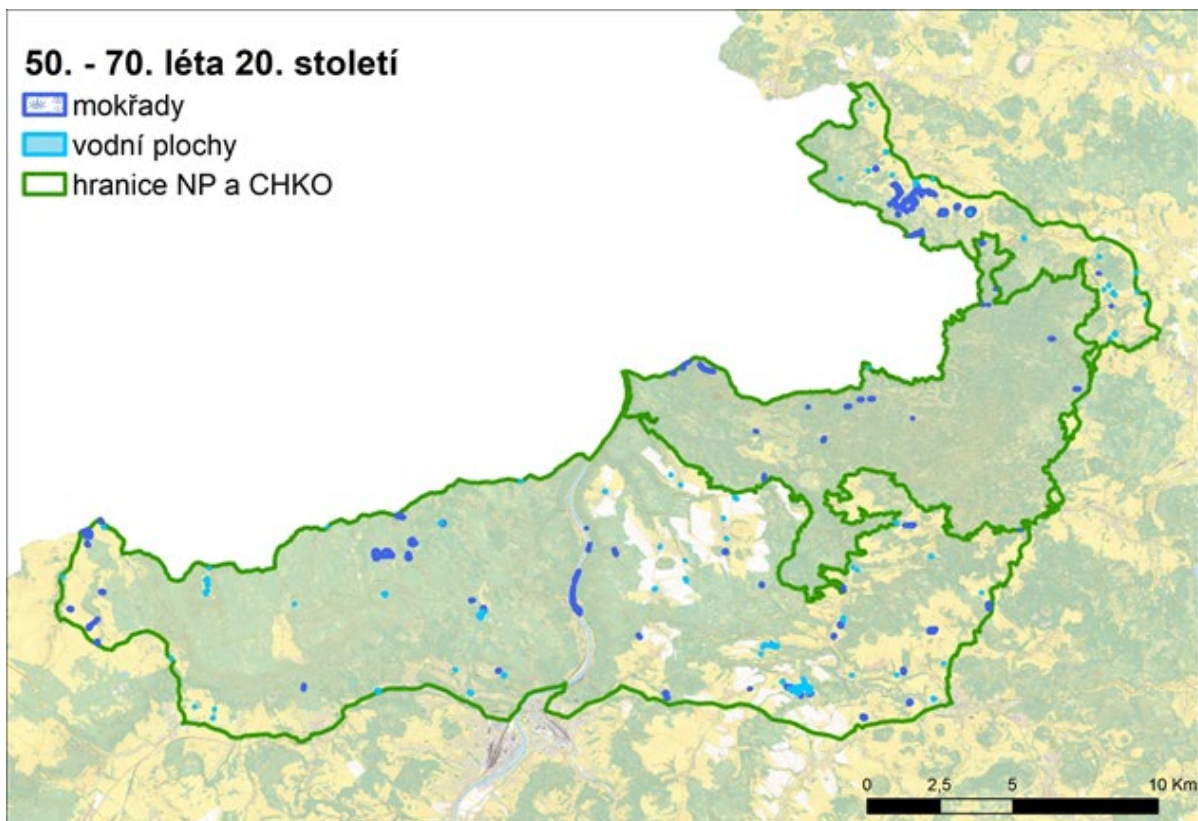 50. - 70. léta 20. století
mokřady
vodní plochy
hranice NP a CHKO
0 2,5 5 10 Km